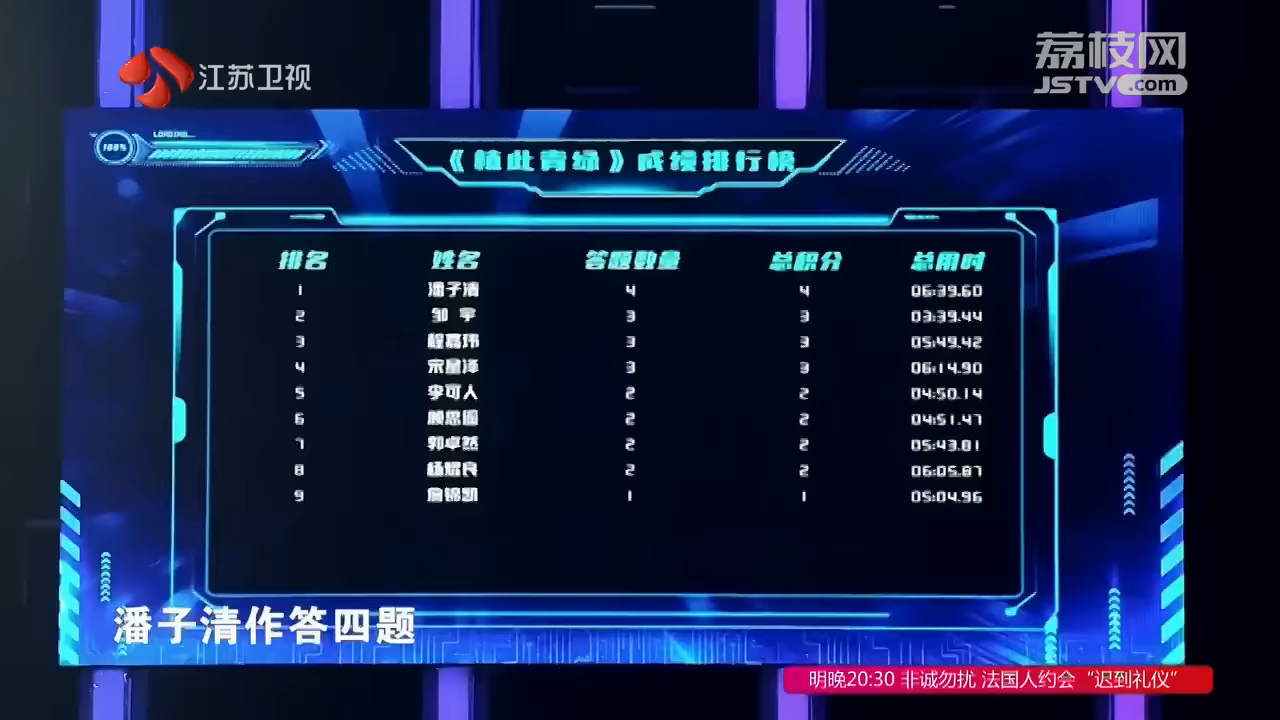 江苏卫视
荔枝网
JSTV.com
100%
LOADING...
《植此青绿》成绩排行榜
排名 姓名 答题数量 总积分 总用时
1 潘子清 4 4 06:39.60
2 邹 宇 3 3 03:39.44
3 程嘉玮 3 3 05:49.42
4 宋星泽 3 3 06:14.90
5 李可人 2 2 04:50.14
6 顾思 2 2 04:51.47
7 郭卓然 2 2 05:43.81
8 杨耀良 2 2 06:05.87
9 詹锦凯 1 1 05:04.96
潘子清作答四题
明晚20:30 非诚勿扰 法国人约会“迟到礼仪”